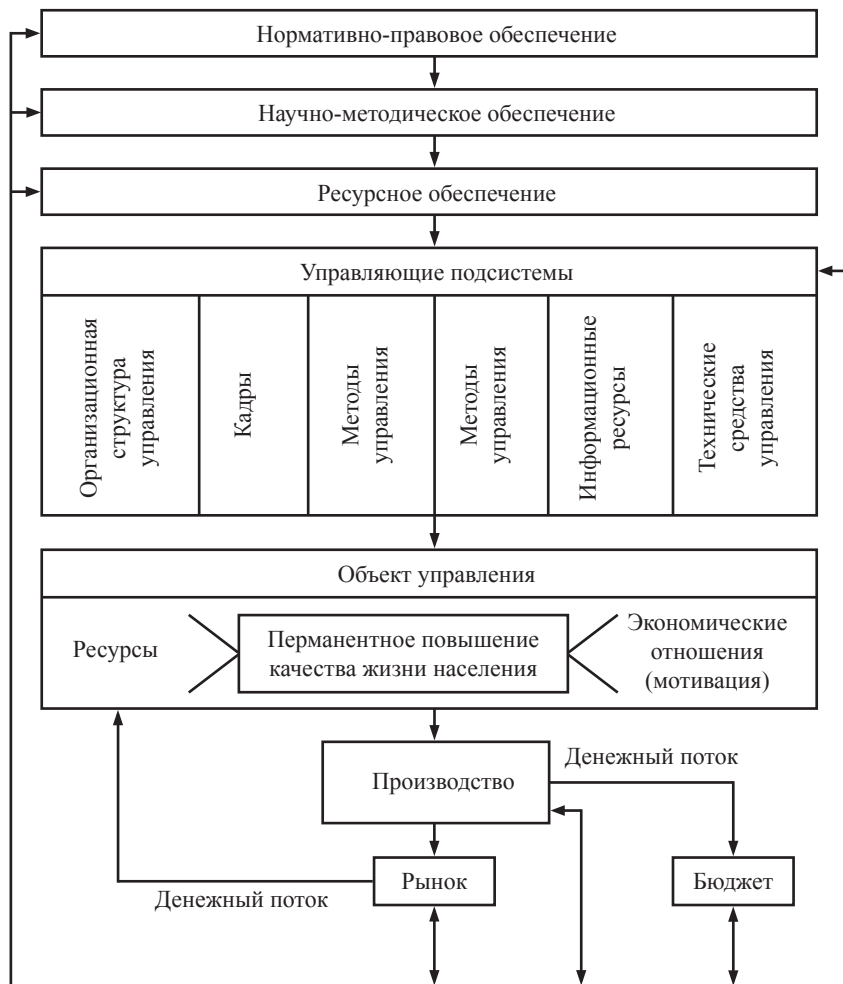 Нормативно-правовое обеспечение
Научно-методическое обеспечение
Ресурсное обеспечение
Управляющие подсистемы
Организационная
структура
управления
Кадры
Методы
управления
Методы
управления
Информационные
ресурсы
Технические
средства
управления
Объект управления
Ресурсы
Перманентное повышение
качества жизни населения
Экономические
отношения
(мотивация)
Производство
Денежный поток
Рынок
Денежный поток
Бюджет